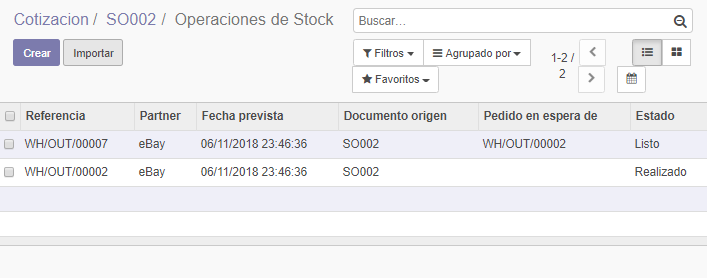 Cotizacion / SO002 / Operaciones de Stock
Buscar...
Crear Importar
Filtros Agrupado por
1-2 / 2
Favoritos
Referencia Partner Fecha prevista Documento origen Pedido en espera de Estado
WH/OUT/00007 eBay 06/11/2018 23:46:36 SO002 WH/OUT/00002 Listo
WH/OUT/00002 eBay 06/11/2018 23:46:36 SO002 Realizado